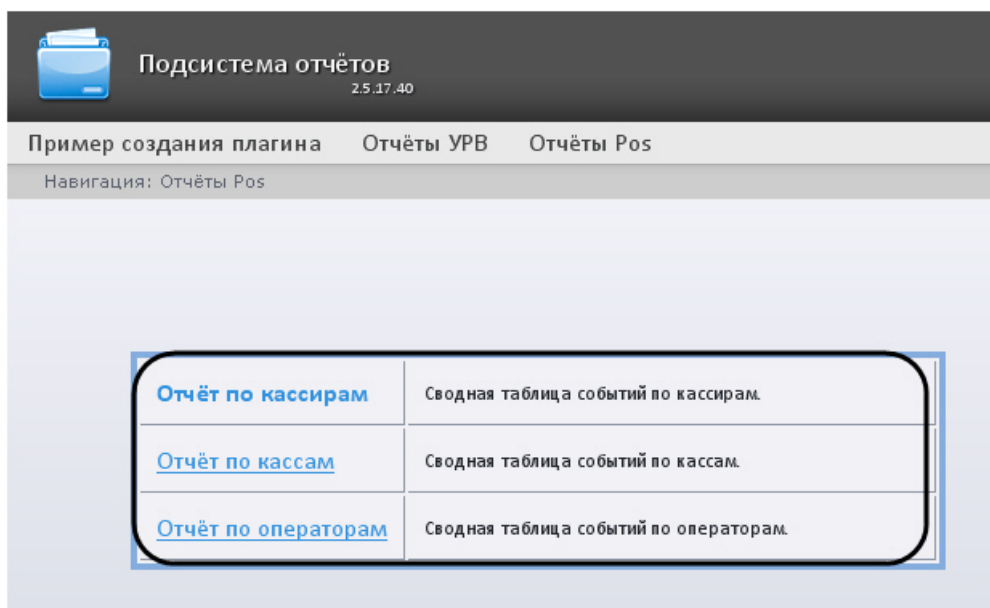 Подсистема отчётов
2.5.17.40
Пример создания плагина Отчёты УРВ Отчёты Pos
Навигация: Отчёты Pos
Отчёт по кассирам Сводная таблица событий по кассирам.
Отчёт по кассам Сводная таблица событий по кассам.
Отчёт по операторам Сводная таблица событий по операторам.